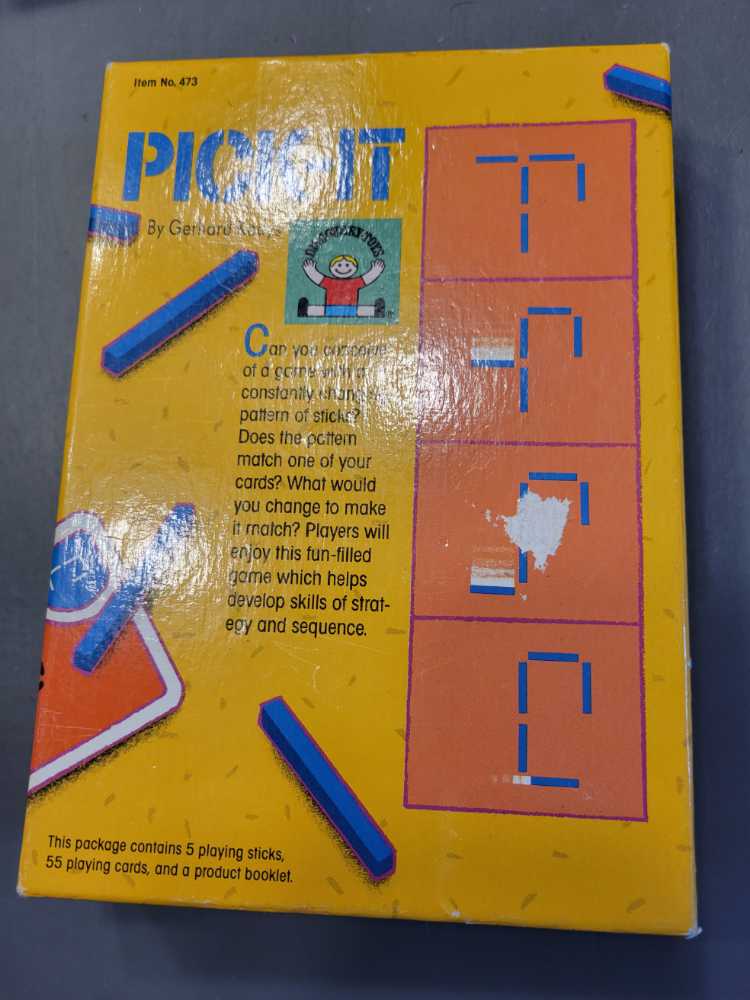 Item No. 473
PICK-IT
By Gerhard
Can you conceive
of a game with a
constantly
pattern of sticks?
Does the pattern
match one of your
cards? What would
you change to make
it match? Players will
enjoy this fun-filled
game which helps
develop skills of strat-
egy and sequence.
This package contains 5 playing sticks,
55 playing cards, and a product booklet.